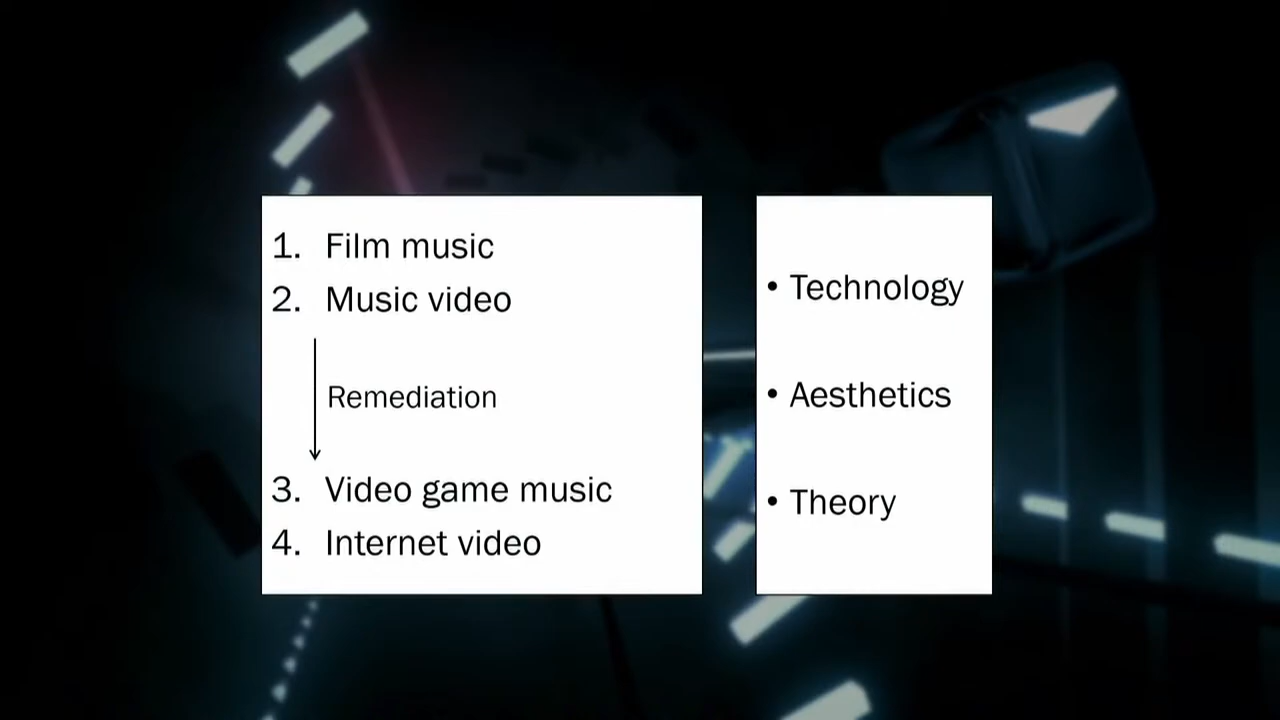 1. Film music
2. Music video
Remediation
3. Video game music
4. Internet video
• Technology
• Aesthetics
• Theory